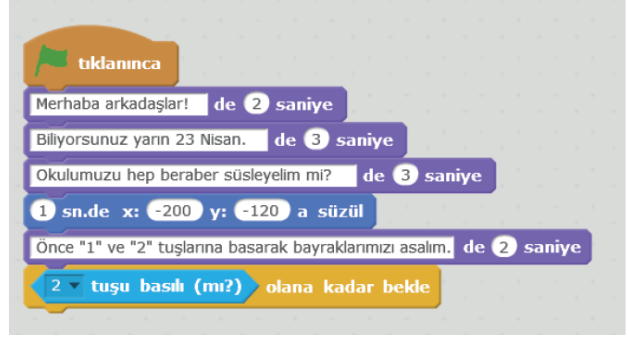 tıklanınca
Merhaba arkadaşlar! de 2 saniye
Biliyorsunuz yarın 23 Nisan. de 3 saniye
Okulumuzu hep beraber süsleyelim mi? de 3 saniye
1 sn.de x: -200 y: -120 a süzül
Önce "1" ve "2" tuşlarına basarak bayraklarımızı asalım. de 2 saniye
2 tuşu basılı (mı?) olana kadar bekle